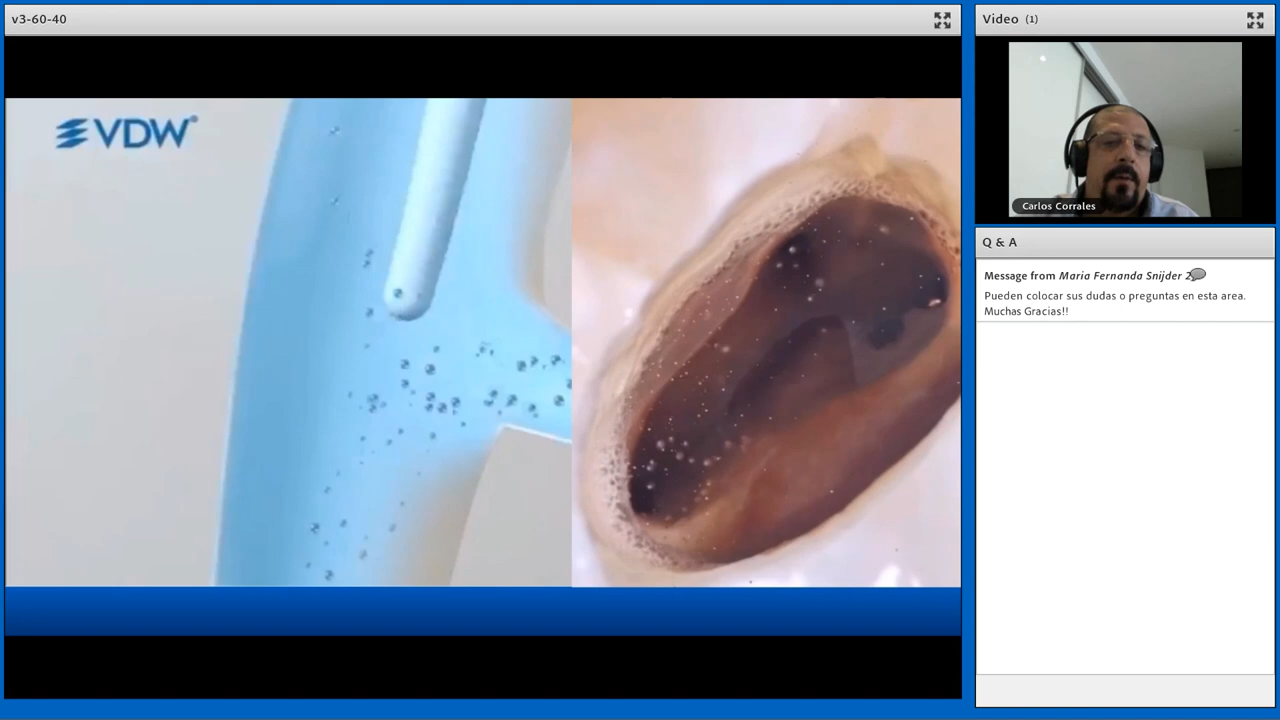 v3-60-40
VDW®
Video (1)
Carlos Corrales
Q & A
Message from Maria Fernanda Snijder 2
Pueden colocar sus dudas o preguntas en esta area.
Muchas Gracias!!